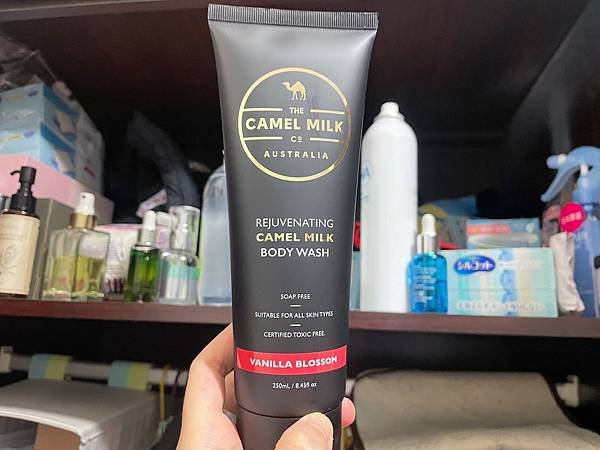 THE
CAMEL MILK
Co
AUSTRALIA
REJUVENATING
CAMEL MILK
BODY WASH
SOAP FREE
SUITABLE FOR ALL SKIN TYPES
CERTIFIED TOXIC FREE.
VANILLA BLOSSOM
250mL / 8.45fl oz
シルコット